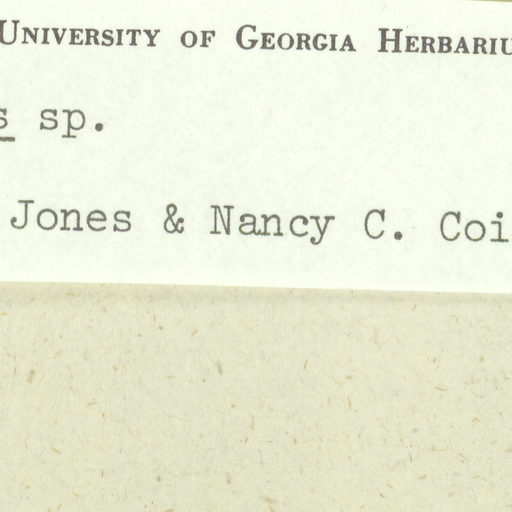 University of Georgia Herbariu
s sp.
Jones & Nancy C. Coi